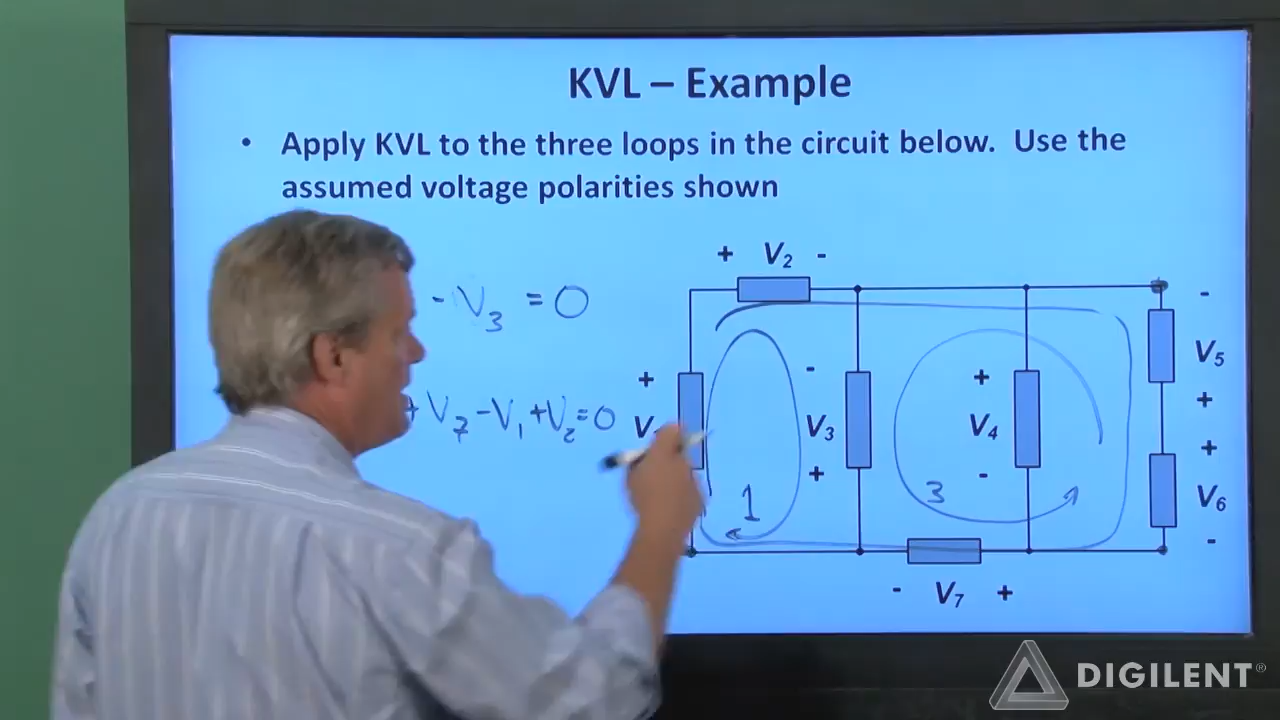 KVL – Example
• Apply KVL to the three loops in the circuit below. Use the
assumed voltage polarities shown
+ V2 -
- V3 = 0
- V5 +
+ V7 - V1 + V2 = 0
+
- V3 +
+ V4 -
+ V6 -
1
3
- V7 +
DIGILENT®